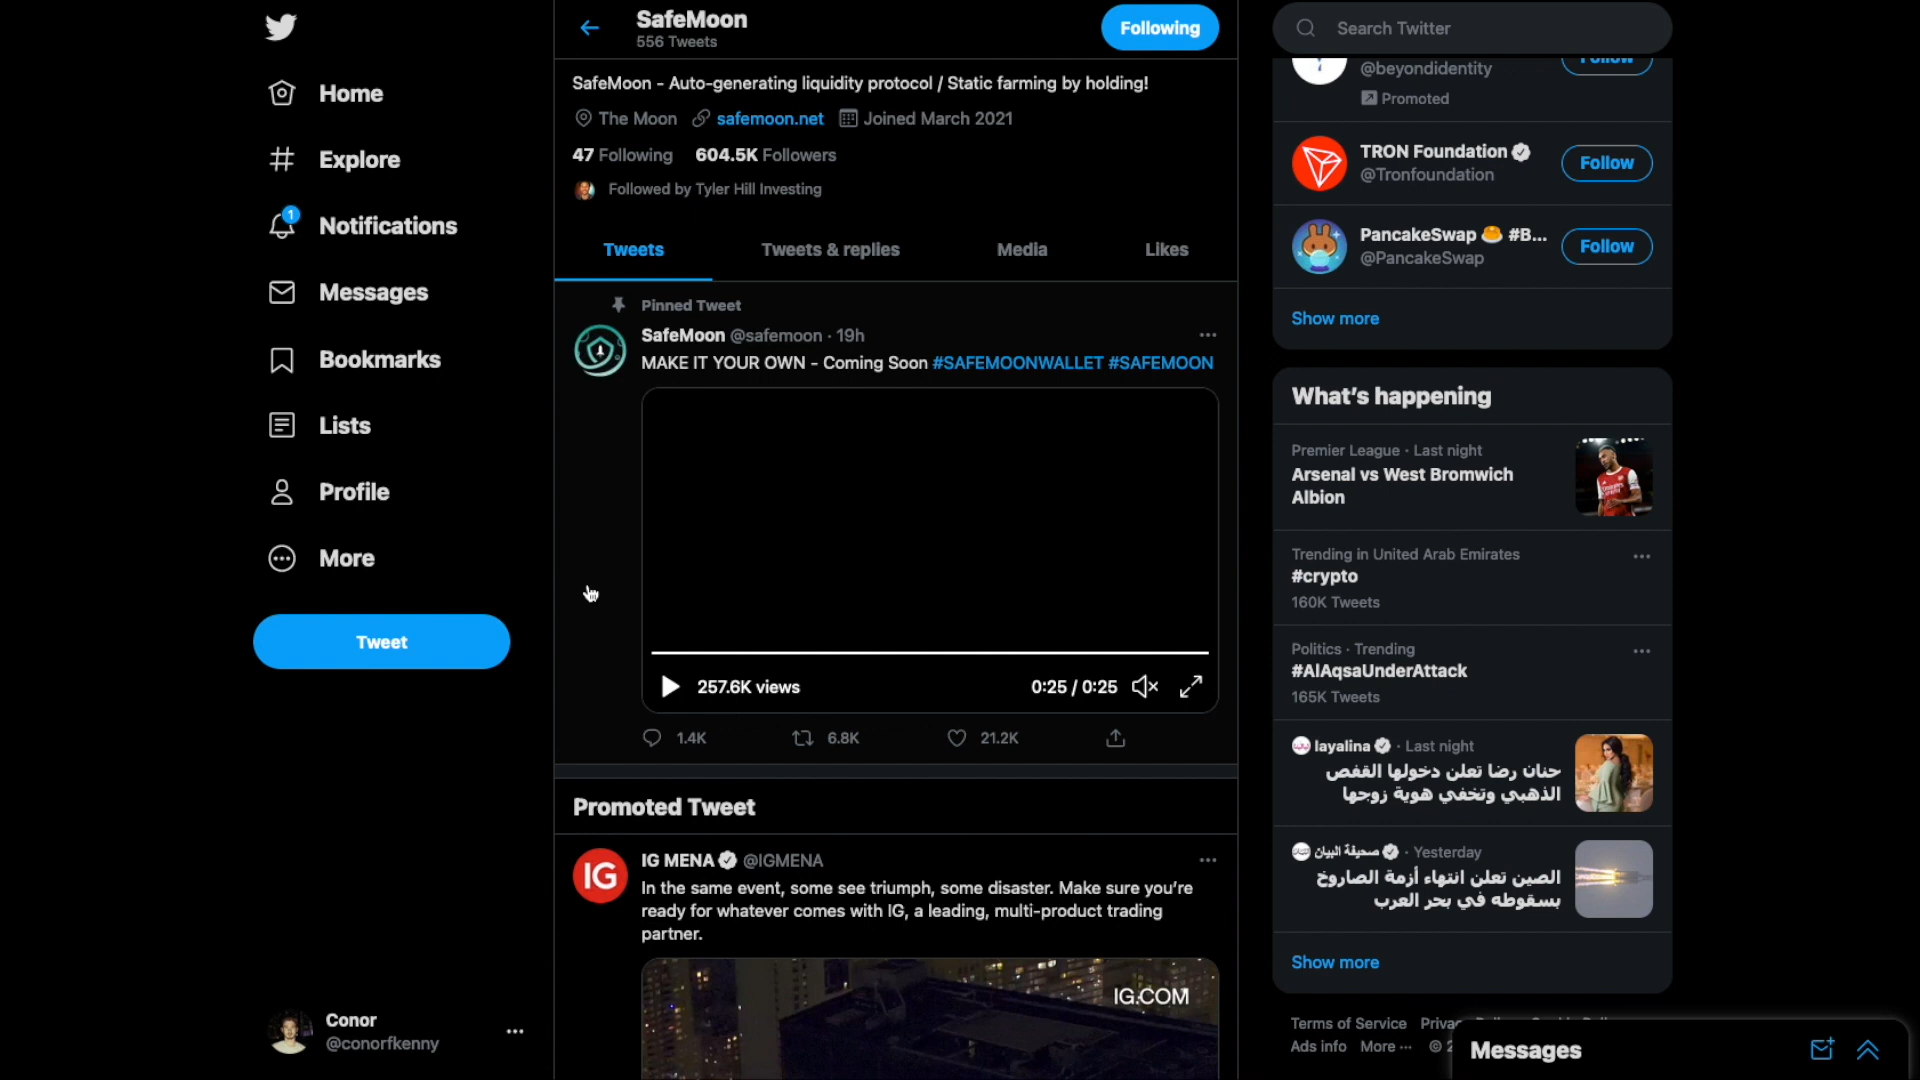 Home
Explore
1
Notifications
Messages
Bookmarks
Lists
Profile
More
Tweet
Conor
@conorfkenny
SafeMoon
556 Tweets
Following
SafeMoon - Auto-generating liquidity protocol / Static farming by holding!
The Moon safemoon.net Joined March 2021
47 Following 604.5K Followers
Followed by Tyler Hill Investing
Tweets Tweets & replies Media Likes
Pinned Tweet
SafeMoon @safemoon · 19h
MAKE IT YOUR OWN - Coming Soon #SAFEMOONWALLET #SAFEMOON
257.6K views 0:25 / 0:25
1.4K 6.8K 21.2K
Promoted Tweet
IG MENA @IGMENA
IG
In the same event, some see triumph, some disaster. Make sure you're
ready for whatever comes with IG, a leading, multi-product trading
partner.
IG.COM
Search Twitter
@beyondidentity
Follow
Promoted
TRON Foundation
@Tronfoundation
Follow
PancakeSwap 🥞 #B...
@PancakeSwap
Follow
Show more
What's happening
Premier League · Last night
Arsenal vs West Bromwich
Albion
Trending in United Arab Emirates
#crypto
160K Tweets
Politics · Trending
#AlAqsaUnderAttack
165K Tweets
layalina · Last night
حنان رضا تعلن دخولها القفص
الذهبي وتخفي هوية زوجها
صحيفة البيان · Yesterday
الصين تعلن انتهاء أزمة الصاروخ
بسقوطه في بحر العرب
Show more
Terms of Service
Ads info More ··· ©
Messages